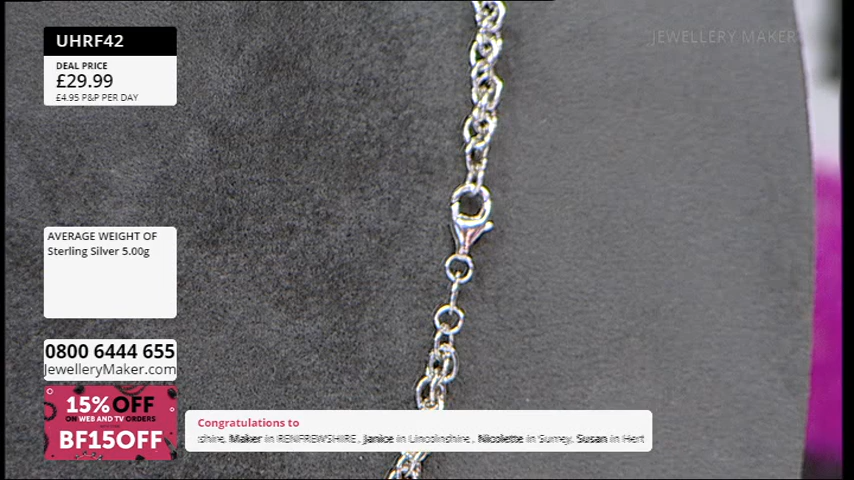 UHRF42
DEAL PRICE
£29.99
£4.95 P&P PER DAY
JEWELLERY MAKER
AVERAGE WEIGHT OF
Sterling Silver 5.00g
0800 6444 655
JewelleryMaker.com
15% OFF
ON WEB AND TV ORDERS
BF15OFF
Congratulations to
cshire, Maker in RENFREWSHIRE, Janice in Lincolnshire, Nicolette in Surrey, Susan in Hert